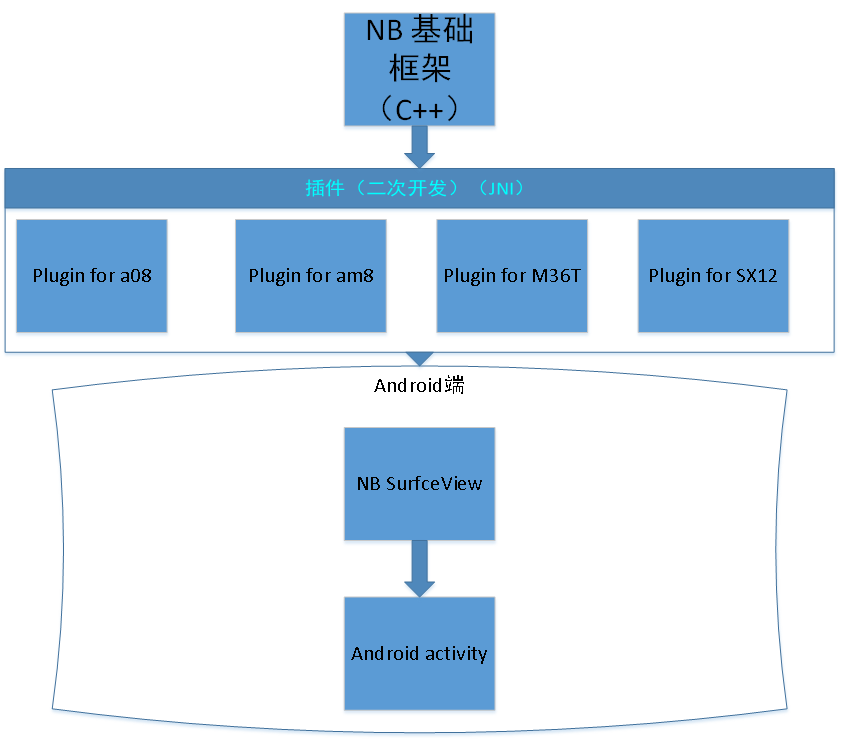 NB 基础
框架
（C++）
插件（二次开发）（JNI）
Plugin for a08
Plugin for am8
Plugin for M36T
Plugin for SX12
Android端
NB SurfceView
Android activity